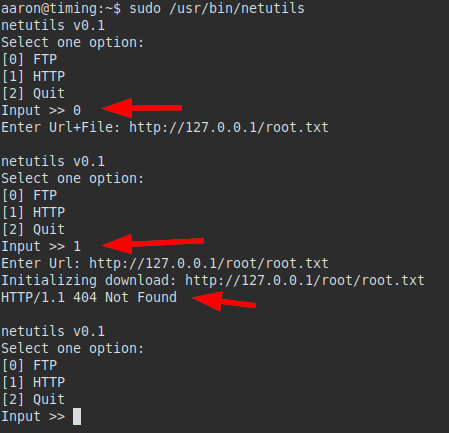 aaron@timing:~$ sudo /usr/bin/netutils
netutils v0.1
Select one option:
[0] FTP
[1] HTTP
[2] Quit
Input >> 0
Enter Url+File: http://127.0.0.1/root.txt
netutils v0.1
Select one option:
[0] FTP
[1] HTTP
[2] Quit
Input >> 1
Enter Url: http://127.0.0.1/root/root.txt
Initializing download: http://127.0.0.1/root/root.txt
HTTP/1.1 404 Not Found
netutils v0.1
Select one option:
[0] FTP
[1] HTTP
[2] Quit
Input >>